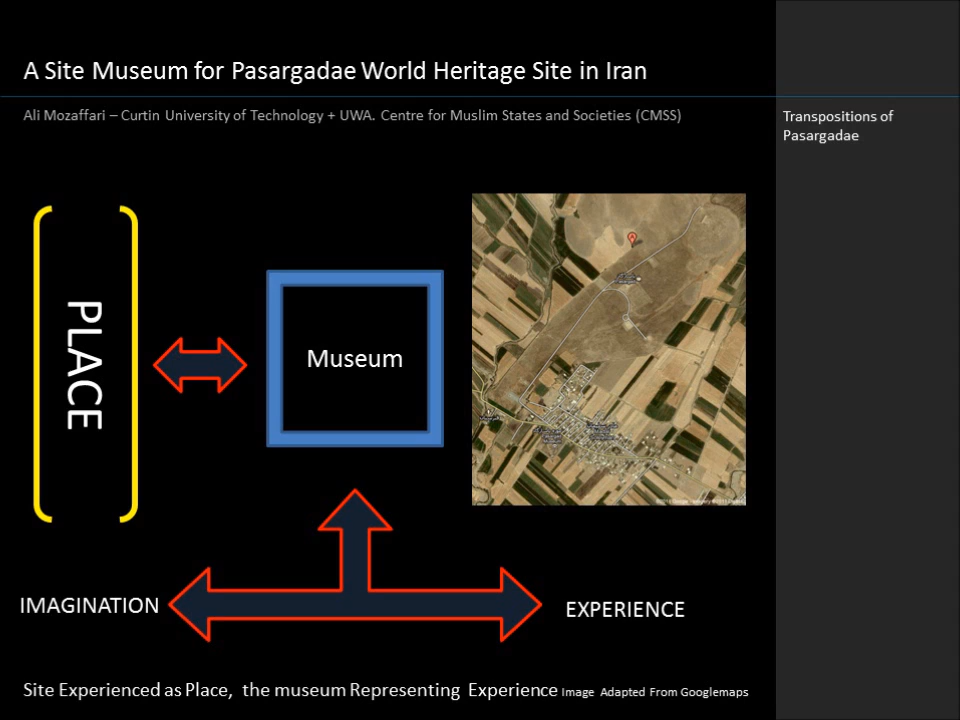 A Site Museum for Pasargadae World Heritage Site in Iran
Ali Mozaffari – Curtin University of Technology + UWA. Centre for Muslim States and Societies (CMSS)
Transpositions of
Pasargadae
PLACE
Museum
A
IMAGINATION
EXPERIENCE
Site Experienced as Place, the museum Representing Experience Image Adapted From Googlemaps